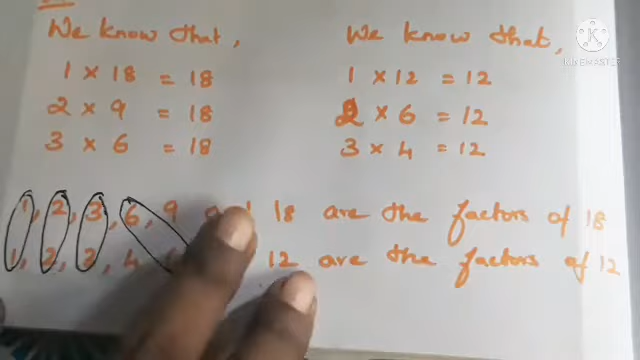 We know that,
1 × 18 = 18
2 × 9 = 18
3 × 6 = 18
We know that,
1 × 12 = 12
2 × 6 = 12
3 × 4 = 12
1, 2, 3, 6, 9 18 are the factors of 18
1, 2, 3, 4 12 are the factors of 12
KINEMASTER